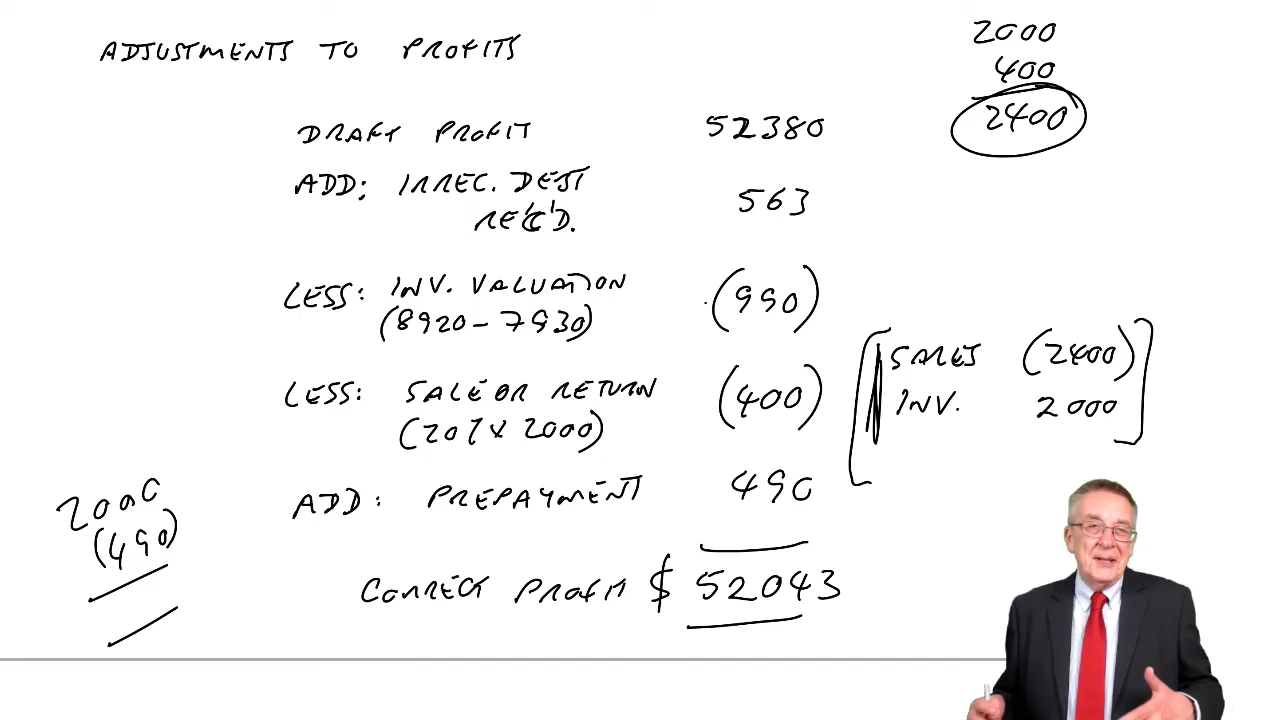 ADJUSTMENTS TO PROFITS
2000
400
2400
DRAFT PROFIT 52380
ADD: IRREC. DEBT 563
REC'D.
LESS: INV. VALUATION (990)
(8920 - 7930)
SALES (2400)
INV. 2000
LESS: SALE OR RETURN (400)
(20% x 2000)
ADD: PREPAYMENT 490
2000
(490)
CORRECT PROFIT $ 52043